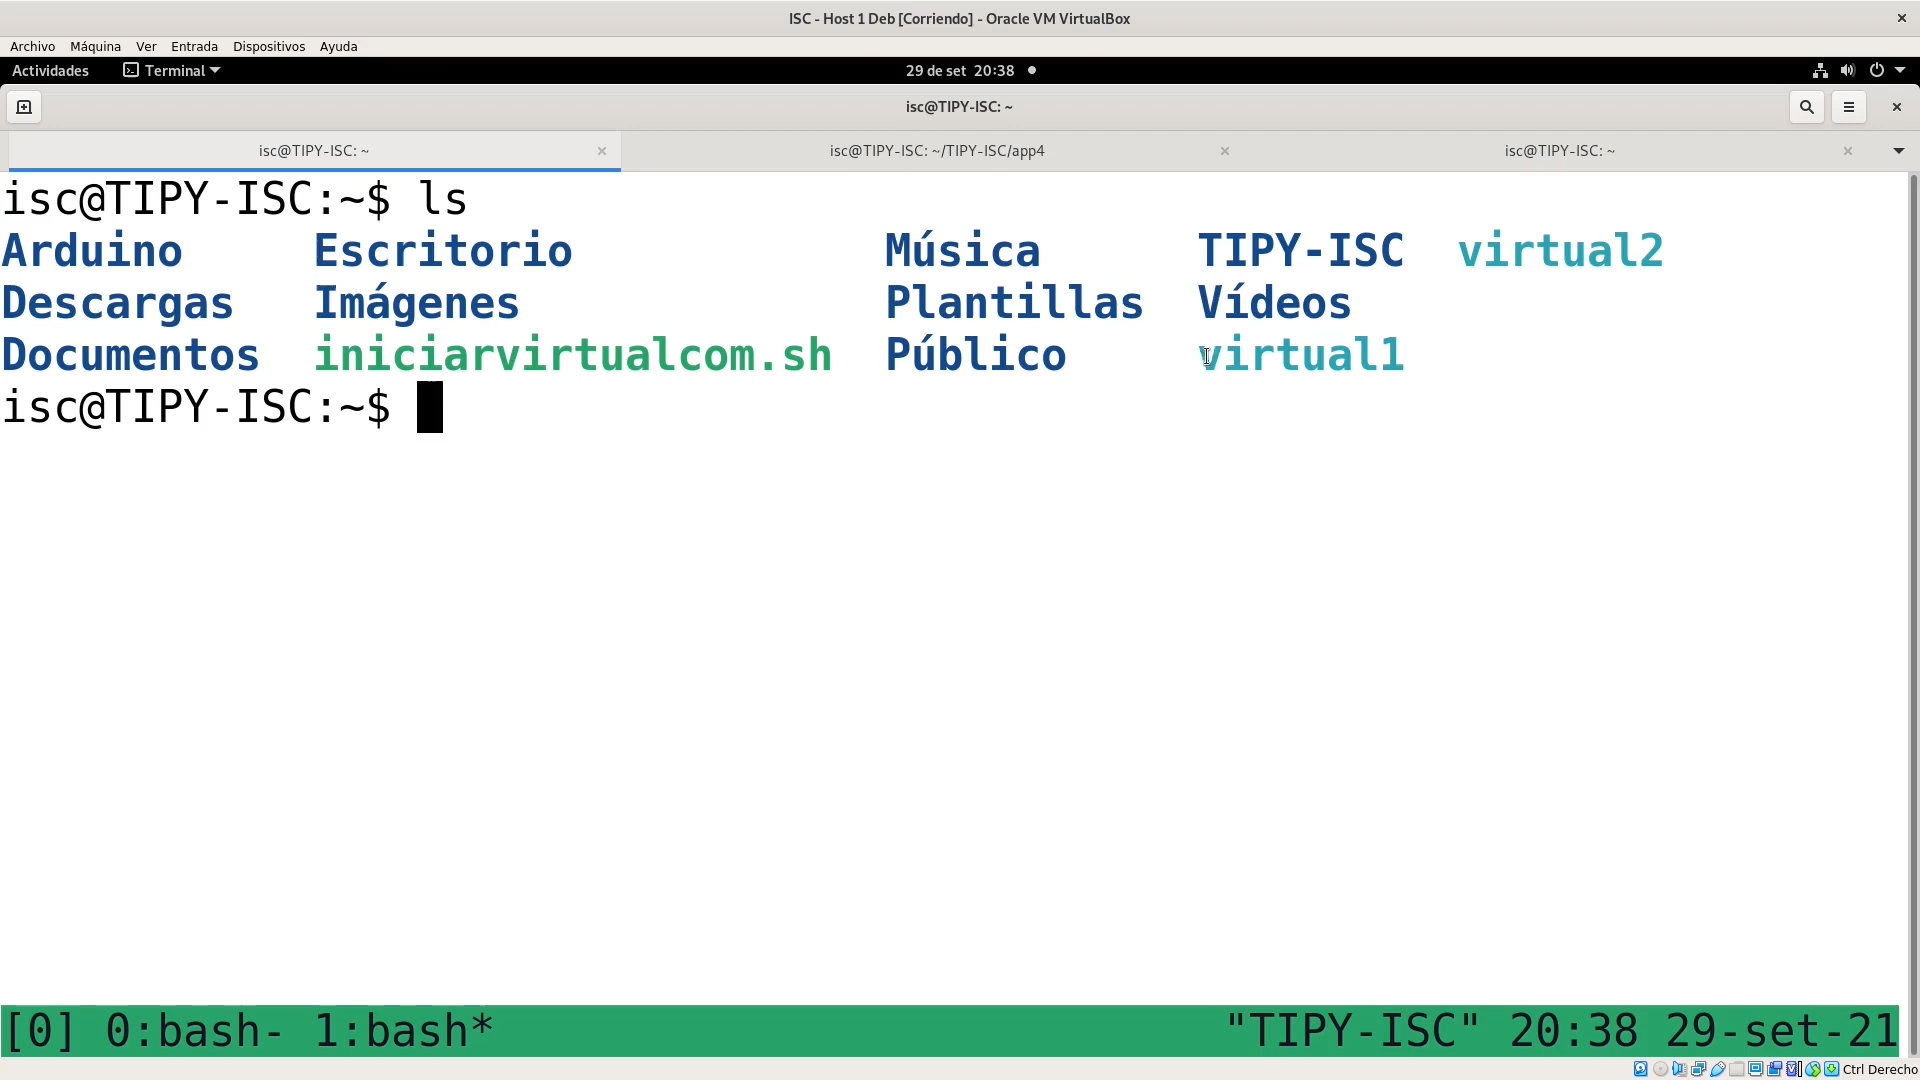 ISC - Host 1 Deb [Corriendo] - Oracle VM VirtualBox
Archivo Máquina Ver Entrada Dispositivos Ayuda
Actividades Terminal 29 de set 20:38
isc@TIPY-ISC: ~
isc@TIPY-ISC: ~ isc@TIPY-ISC: ~/TIPY-ISC/app4 isc@TIPY-ISC: ~
isc@TIPY-ISC:~$ ls
Arduino Escritorio Música TIPY-ISC virtual2
Descargas Imágenes Plantillas Vídeos
Documentos iniciarvirtualcom.sh Público virtual1
isc@TIPY-ISC:~$
[0] 0:bash- 1:bash* "TIPY-ISC" 20:38 29-set-21
Ctrl Derecho